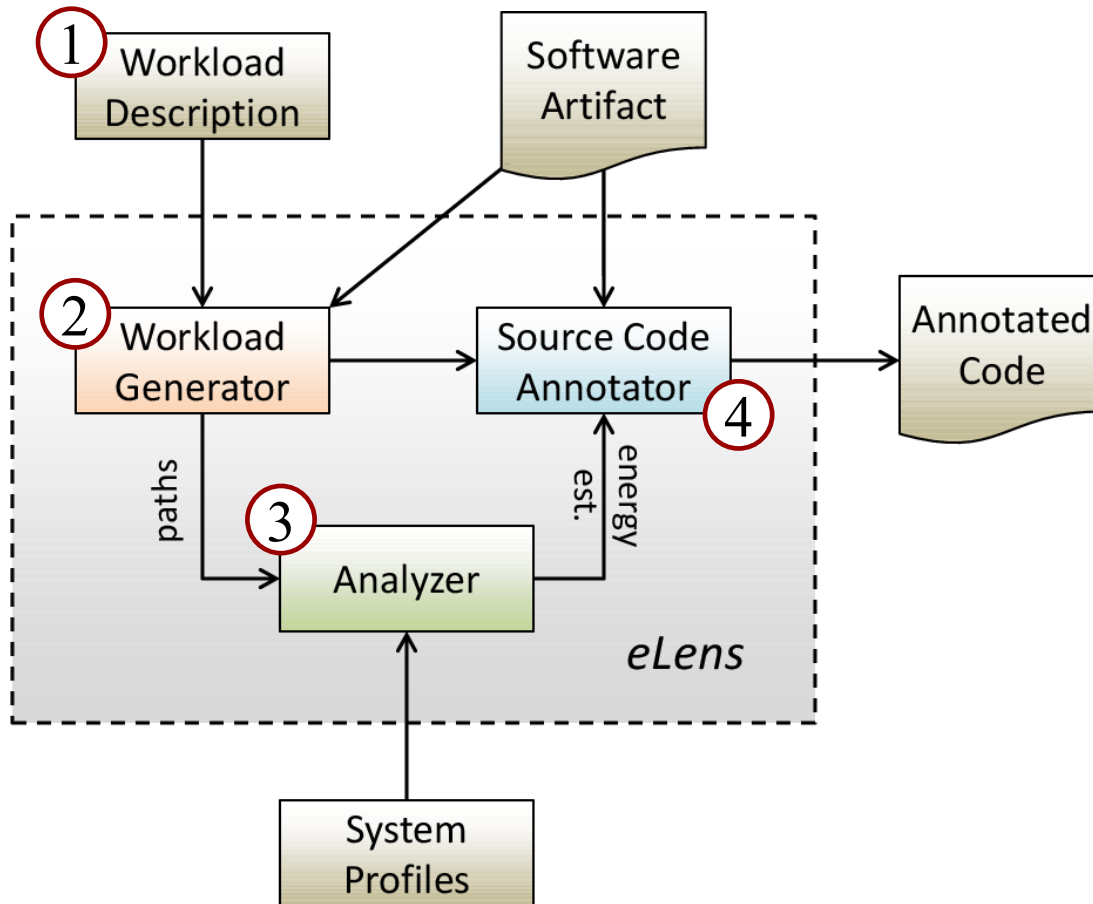 1
Workload
Description
Software
Artifact
2
Workload
Generator
Source Code
Annotator
4
Annotated
Code
paths
energy
est.
3
Analyzer
eLens
System
Profiles